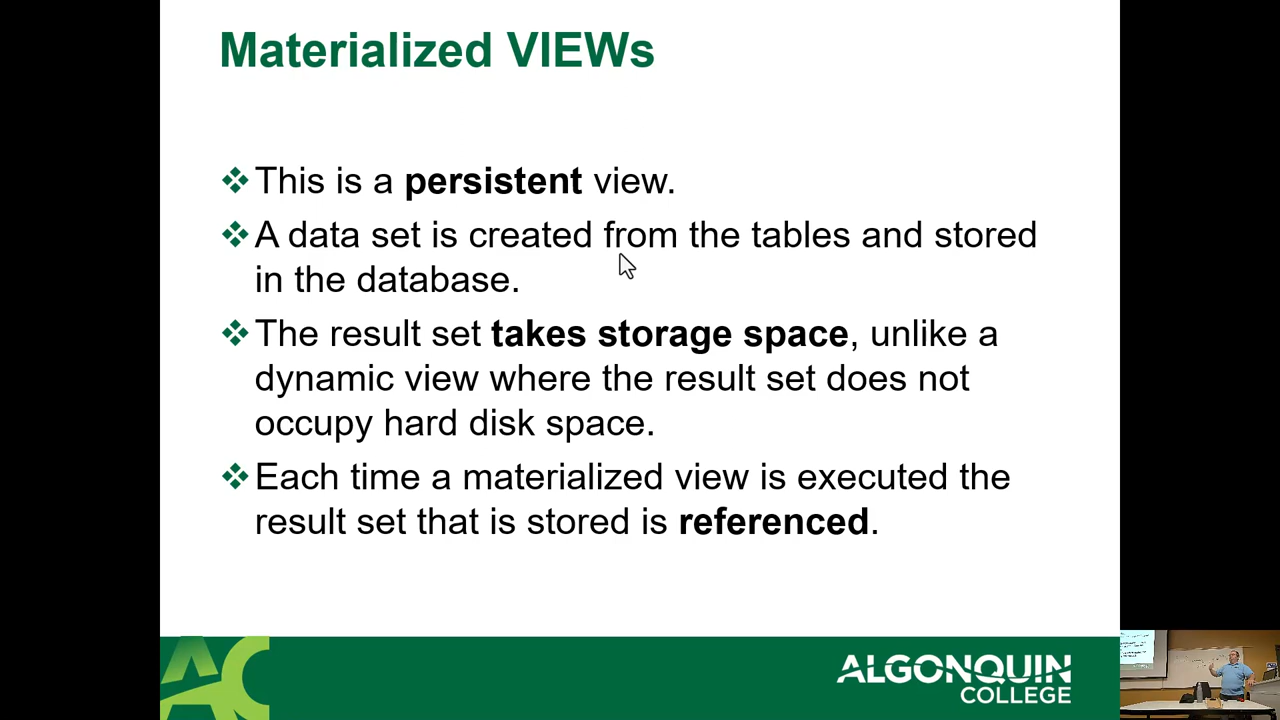 Materialized VIEWs
❖ This is a persistent view.
❖ A data set is created from the tables and stored
in the database.
❖ The result set takes storage space, unlike a
dynamic view where the result set does not
occupy hard disk space.
❖ Each time a materialized view is executed the
result set that is stored is referenced.
AC
ALGONQUIN
COLLEGE